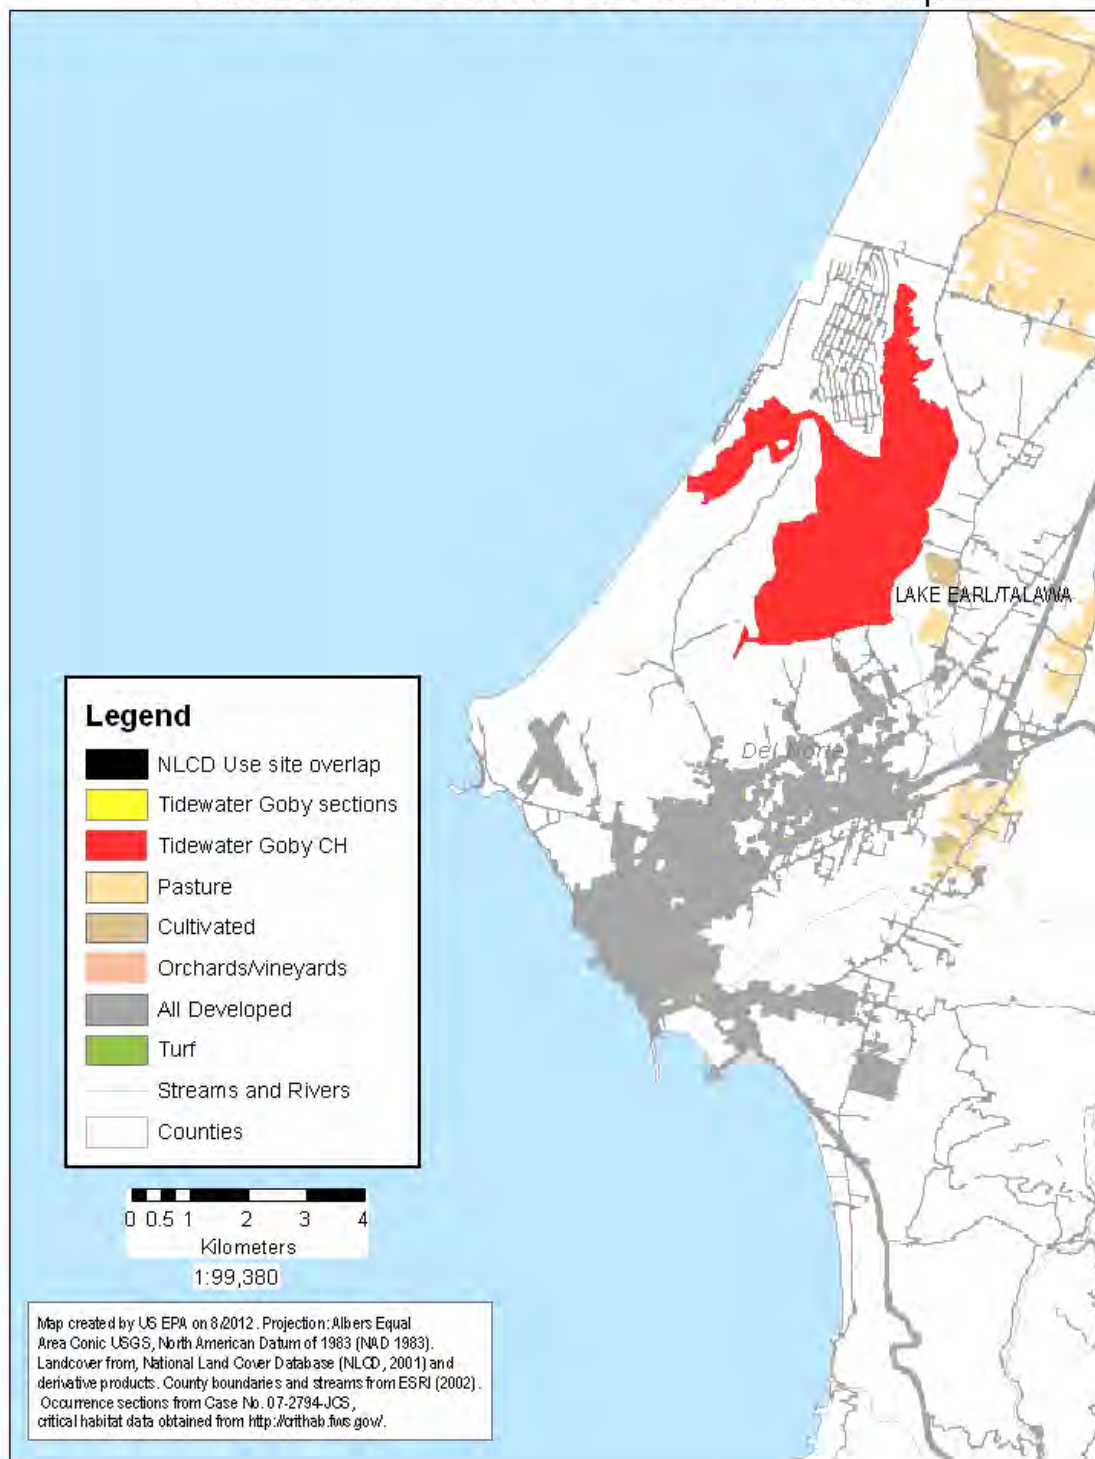 LAKE EARL/TALAWA
Del Norte
Legend
NLCD Use site overlap
Tidewater Goby sections
Tidewater Goby CH
Pasture
Cultivated
Orchards/vineyards
All Developed
Turf
Streams and Rivers
Counties
0 0.5 1 2 3 4
Kilometers
1:99,380
Map created by US EPA on 8/2012. Projection: Albers Equal
Area Conic USGS, North American Datum of 1983 (NAD 1983).
Landcover from, National Land Cover Database (NLCD, 2001) and
derivative products. County boundaries and streams from ESRI (2002).
Occurrence sections from Case No. 07-2794-JCS,
critical habitat data obtained from http://crithab.fws.gov/.